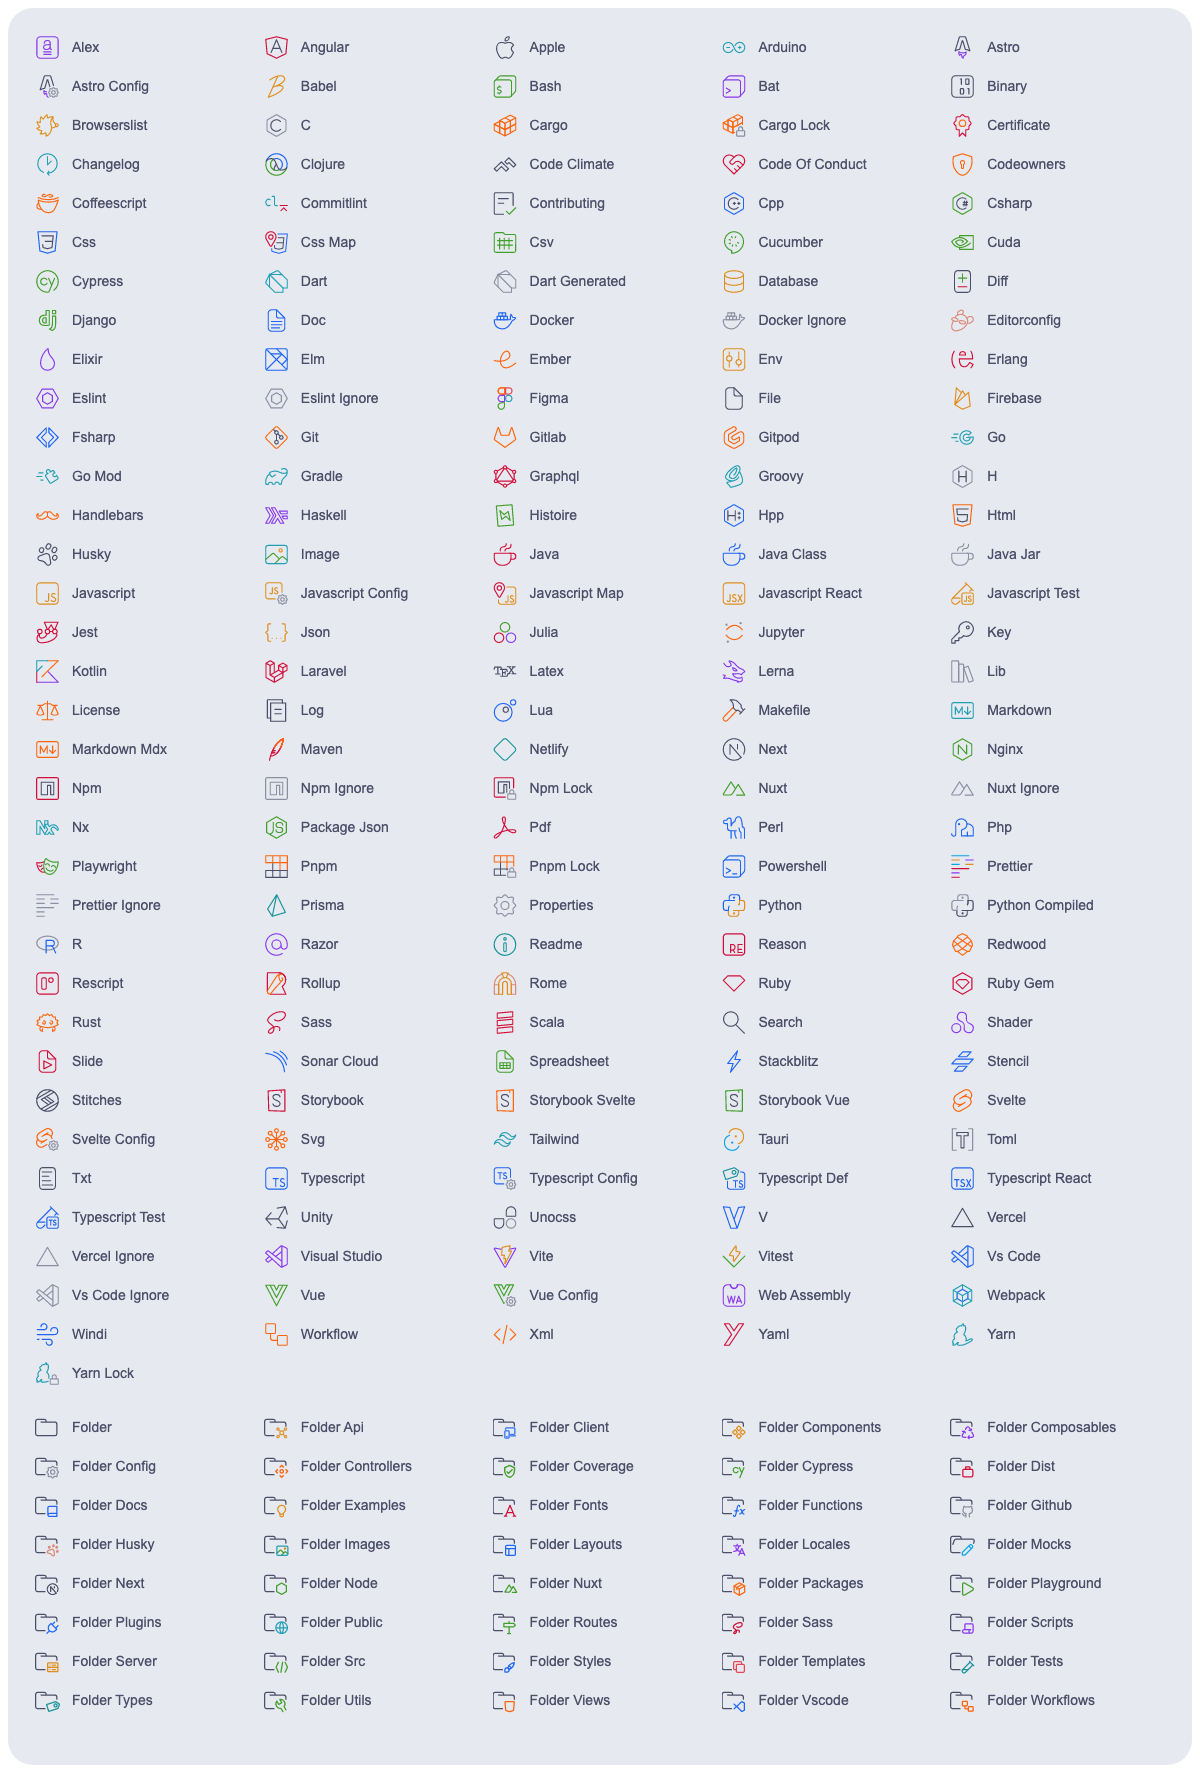 Alex Angular Apple Arduino Astro
Astro Config Babel Bash Bat Binary
Browserslist C Cargo Cargo Lock Certificate
Changelog Clojure Code Climate Code Of Conduct Codeowners
Coffeescript Commitlint Contributing Cpp Csharp
Css Css Map Csv Cucumber Cuda
Cypress Dart Dart Generated Database Diff
Django Doc Docker Docker Ignore Editorconfig
Elixir Elm Ember Env Erlang
Eslint Eslint Ignore Figma File Firebase
Fsharp Git Gitlab Gitpod Go
Go Mod Gradle Graphql Groovy H
Handlebars Haskell Histoire Hpp Html
Husky Image Java Java Class Java Jar
Javascript Javascript Config Javascript Map Javascript React Javascript Test
Jest Json Julia Jupyter Key
Kotlin Laravel Latex Lerna Lib
License Log Lua Makefile Markdown
Markdown Mdx Maven Netlify Next Nginx
Npm Npm Ignore Npm Lock Nuxt Nuxt Ignore
Nx Package Json Pdf Perl Php
Playwright Pnpm Pnpm Lock Powershell Prettier
Prettier Ignore Prisma Properties Python Python Compiled
R Razor Readme Reason Redwood
Rescript Rollup Rome Ruby Ruby Gem
Rust Sass Scala Search Shader
Slide Sonar Cloud Spreadsheet Stackblitz Stencil
Stitches Storybook Storybook Svelte Storybook Vue Svelte
Svelte Config Svg Tailwind Tauri Toml
Txt Typescript Typescript Config Typescript Def Typescript React
Typescript Test Unity Unocss V Vercel
Vercel Ignore Visual Studio Vite Vitest Vs Code
Vs Code Ignore Vue Vue Config Web Assembly Webpack
Windi Workflow Xml Yaml Yarn
Yarn Lock
Folder Folder Api Folder Client Folder Components Folder Composables
Folder Config Folder Controllers Folder Coverage Folder Cypress Folder Dist
Folder Docs Folder Examples Folder Fonts Folder Functions Folder Github
Folder Husky Folder Images Folder Layouts Folder Locales Folder Mocks
Folder Next Folder Node Folder Nuxt Folder Packages Folder Playground
Folder Plugins Folder Public Folder Routes Folder Sass Folder Scripts
Folder Server Folder Src Folder Styles Folder Templates Folder Tests
Folder Types Folder Utils Folder Views Folder Vscode Folder Workflows